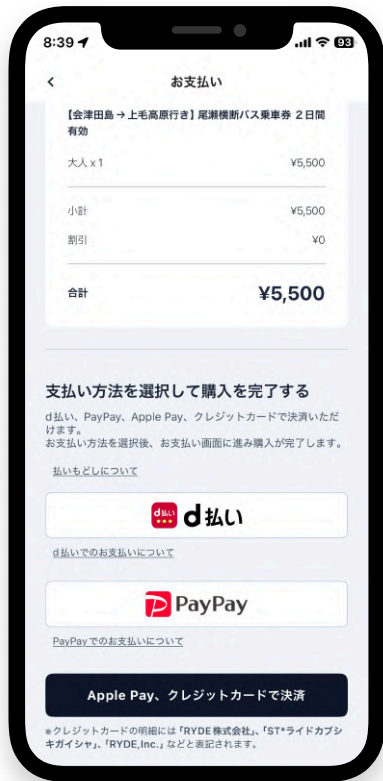 8:39
93
お支払い
【会津田島→上毛高原行き】尾瀬横断バス乗車券 2日間
有効
大人 x 1 ¥5,500
小計 ¥5,500
割引 ¥0
合計 ¥5,500
支払い方法を選択して購入を完了する
d払い、PayPay、Apple Pay、クレジットカードで決済いただ
けます。
お支払い方法を選択後、お支払い画面に進み購入が完了します。
払いもどしについて
d払い d払い
d払いでのお支払いについて
PayPay
PayPayでのお支払いについて
Apple Pay、クレジットカードで決済
※クレジットカードの明細には「RYDE株式会社」、「ST*ライドカブシ
キガイシャ」、「RYDE,Inc.」などと表記されます。